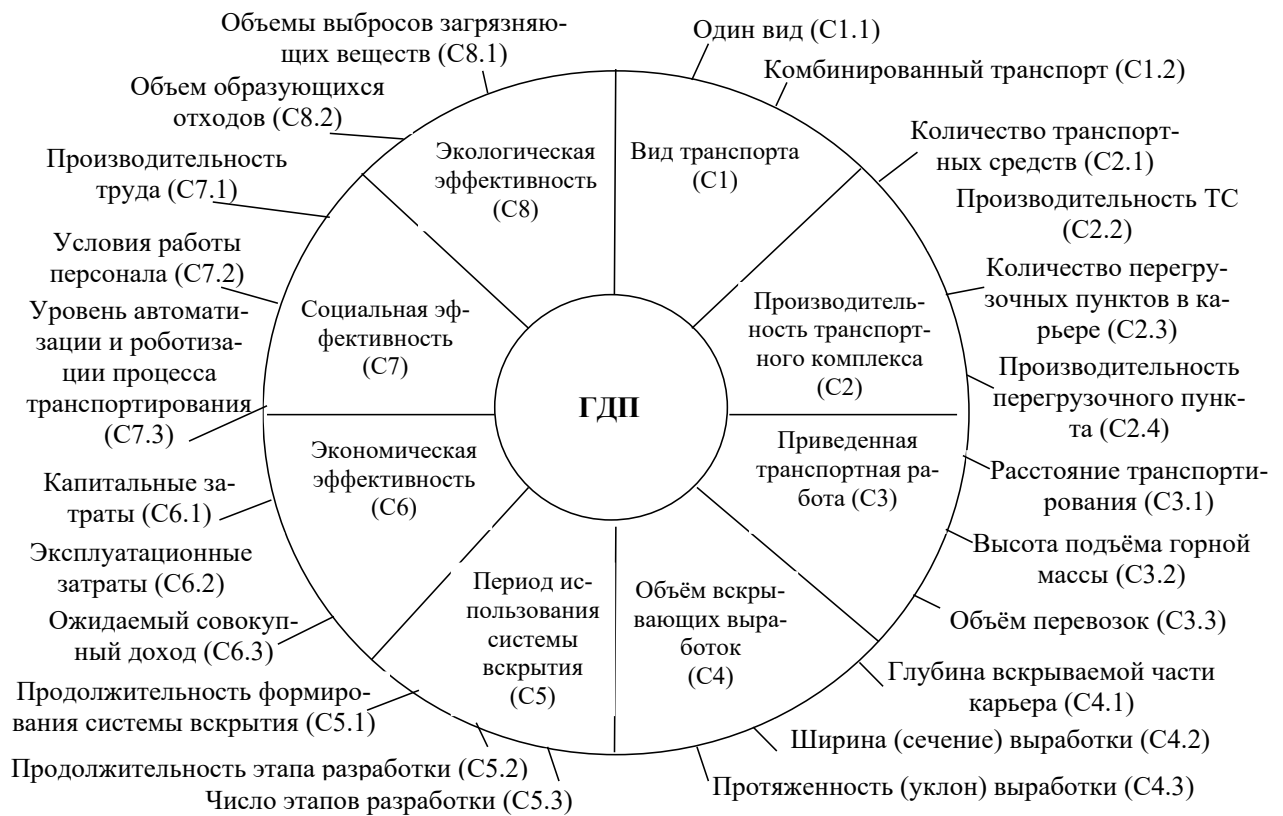 Объемы выбросов загрязняю-
щих веществ (С8.1)
Объем образующихся
отходов (С8.2)
Производительность
труда (С7.1)
Условия работы
персонала (С7.2)
Уровень автомати-
зации и роботиза-
ции процесса
транспортирования
(С7.3)
Капитальные за-
траты (С6.1)
Эксплуатационные
затраты (С6.2)
Ожидаемый совокуп-
ный доход (С6.3)
Продолжительность формиро-
вания системы вскрытия (С5.1)
Продолжительность этапа разработки (С5.2)
Число этапов разработки (С5.3)
Один вид (С1.1)
Комбинированный транспорт (С1.2)
Количество транспорт-
ных средств (С2.1)
Производительность ТС
(С2.2)
Количество перегру-
зочных пунктов в ка-
рьере (С2.3)
Производительность
перегрузочного пунк-
та (С2.4)
Расстояние транспорти-
рования (С3.1)
Высота подъёма горной
массы (С3.2)
Объём перевозок (С3.3)
Глубина вскрываемой части
карьера (С4.1)
Ширина (сечение) выработки (С4.2)
Протяженность (уклон) выработки (С4.3)
Экологическая
эффективность
(С8)
Вид транспорта
(С1)
Социальная эф-
фективность
(С7)
Производитель-
ность транспорт-
ного комплекса
(С2)
ГДП
Экономическая
эффективность
(С6)
Приведенная
транспортная ра-
бота (С3)
Период ис-
пользования
системы
вскрытия
(С5)
Объём вскры-
вающих выра-
боток
(С4)